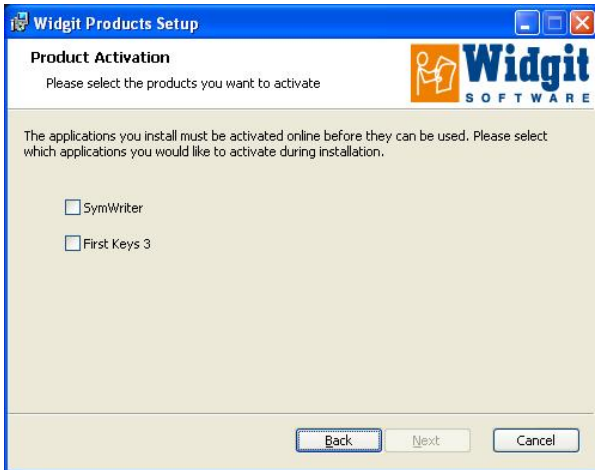 Widgit Products Setup
Product Activation
Please select the products you want to activate
Widgit
SOFTWARE
The applications you install must be activated online before they can be used. Please select
which applications you would like to activate during installation.
SymWriter
First Keys 3
Back
Next
Cancel